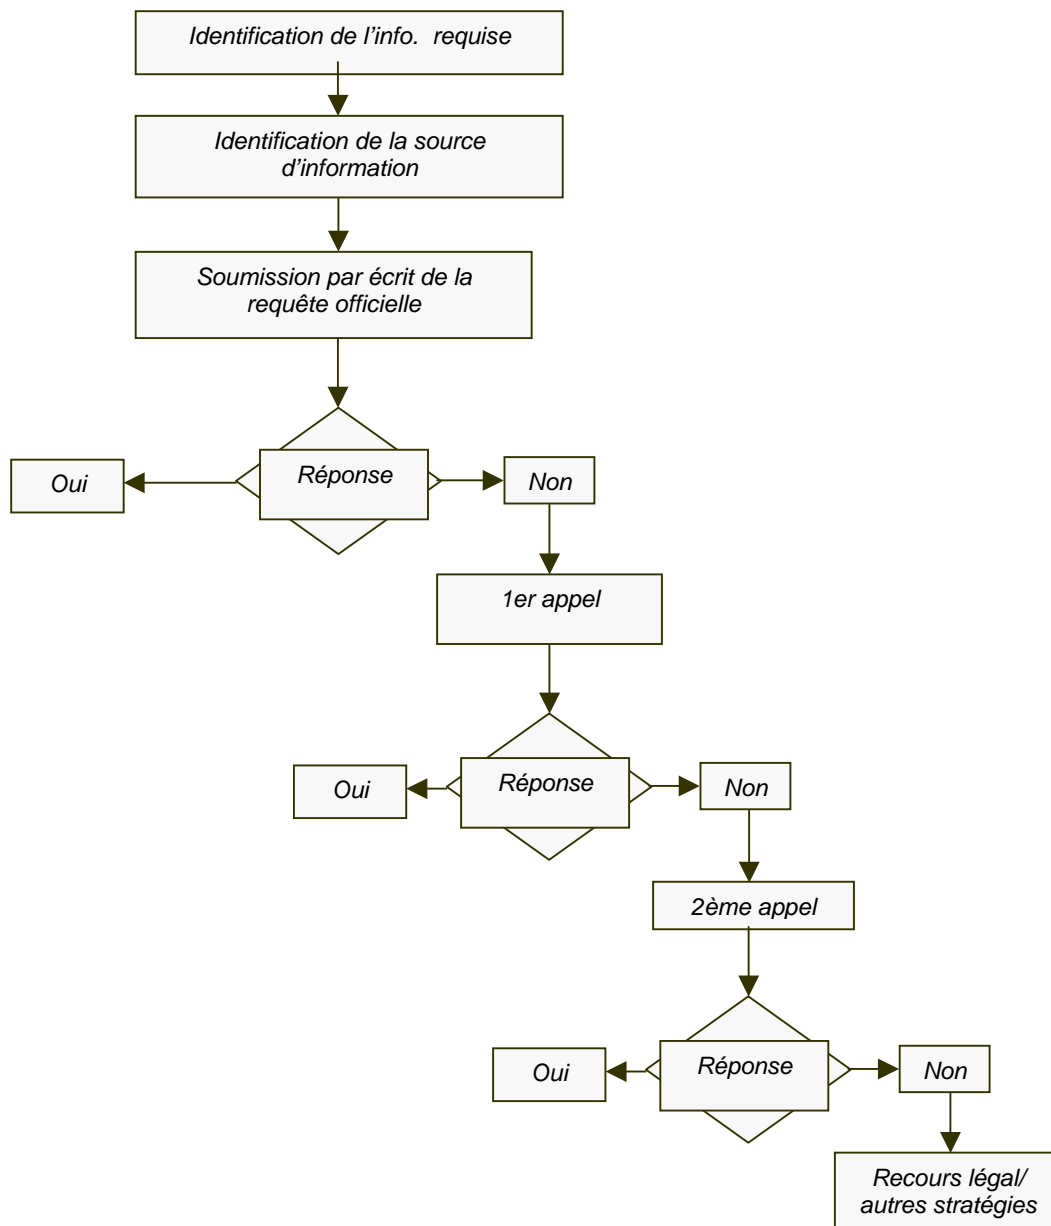 Identification de l’info.  requise
Identification de la source
d’information
Soumission par écrit de la
requête officielle
Réponse
Oui
Non
1er appel
Réponse
Oui
Non
2ème appel
Réponse
Oui
Non
Recours légal/
autres stratégies